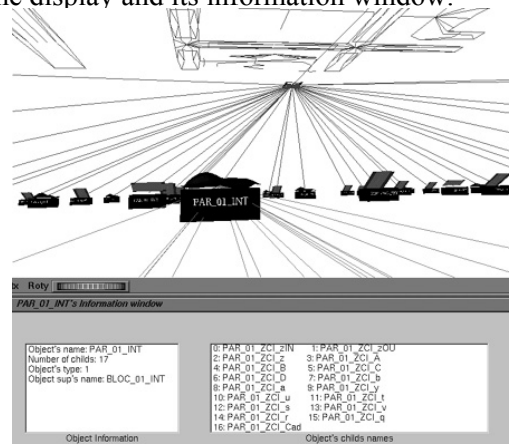 ne display and its information window.
PAR_01_INT
x Roty
PAR_01_INT's Information window
Object's name: PAR_01_INT
Number of childs: 17
Object's type: 1
Object sup's name: BLOC_01_INT
0: PAR_01_ZCI_zIN 1: PAR_01_ZCI_zOU
2: PAR_01_ZCI_z 3: PAR_01_ZCI_A
4: PAR_01_ZCI_B 5: PAR_01_ZCI_C
6: PAR_01_ZCI_D 7: PAR_01_ZCI_b
8: PAR_01_ZCI_a 9: PAR_01_ZCI_y
10: PAR_01_ZCI_u 11: PAR_01_ZCI_t
12: PAR_01_ZCI_s 13: PAR_01_ZCI_v
14: PAR_01_ZCI_r 15: PAR_01_ZCI_q
16: PAR_01_ZCI_Cad
Object Information
Object's childs names